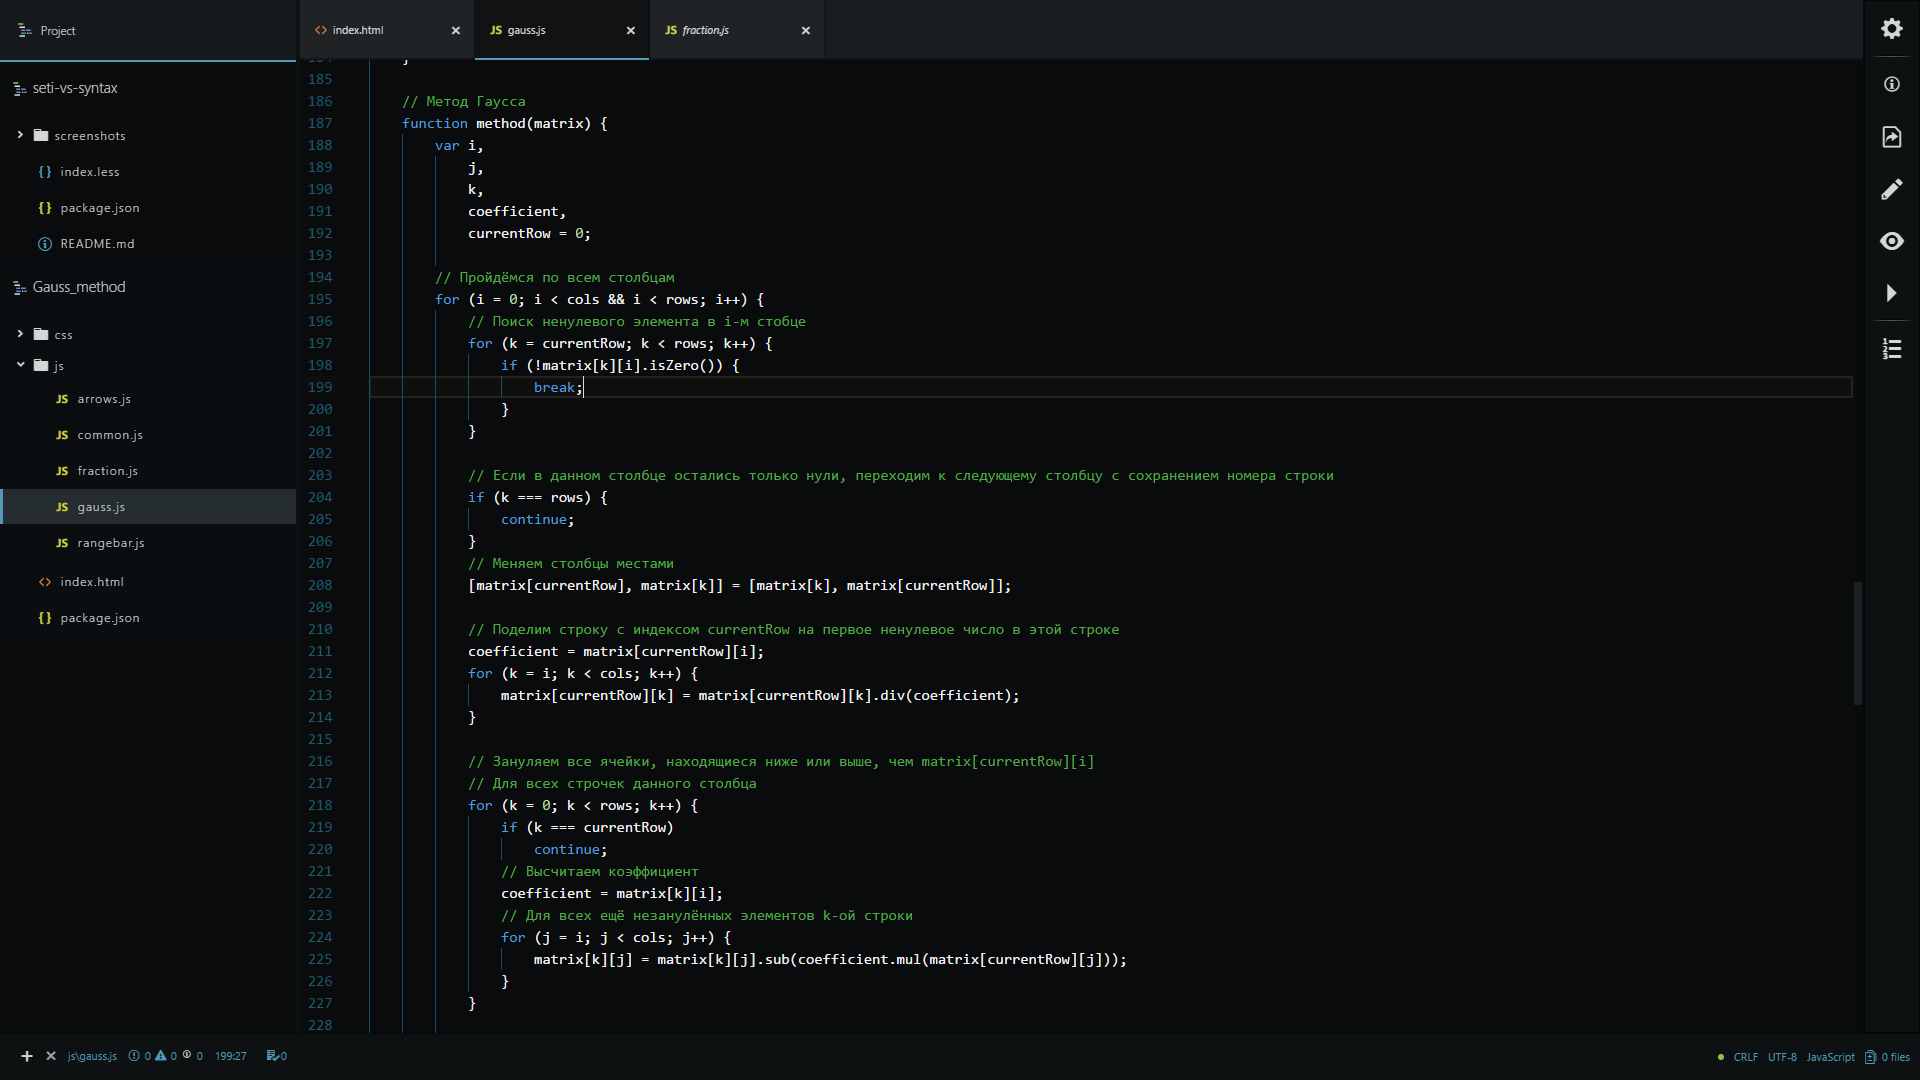 Project
index.html
JS gauss.js
JS fraction.js
seti-vs-syntax
screenshots
{} index.less
{} package.json
README.md
Gauss_method
css
js
JS arrows.js
JS common.js
JS fraction.js
JS gauss.js
JS rangebar.js
<> index.html
{} package.json
185
186 // Метод Гаусса
187 function method(matrix) {
188 var i,
189 j,
190 k,
191 coefficient,
192 currentRow = 0;
193
194 // Пройдёмся по всем столбцам
195 for (i = 0; i < cols && i < rows; i++) {
196 // Поиск ненулевого элемента в i-м стобце
197 for (k = currentRow; k < rows; k++) {
198 if (!matrix[k][i].isZero()) {
199 break;
200 }
201 }
202
203 // Если в данном столбце остались только нули, переходим к следующему столбцу с сохранением номера строки
204 if (k === rows) {
205 continue;
206 }
207 // Меняем столбцы местами
208 [matrix[currentRow], matrix[k]] = [matrix[k], matrix[currentRow]];
209
210 // Поделим строку с индексом currentRow на первое ненулевое число в этой строке
211 coefficient = matrix[currentRow][i];
212 for (k = i; k < cols; k++) {
213 matrix[currentRow][k] = matrix[currentRow][k].div(coefficient);
214 }
215
216 // Зануляем все ячейки, находящиеся ниже или выше, чем matrix[currentRow][i]
217 // Для всех строчек данного столбца
218 for (k = 0; k < rows; k++) {
219 if (k === currentRow)
220 continue;
221 // Высчитаем коэффициент
222 coefficient = matrix[k][i];
223 // Для всех ещё незанулённых элементов k-ой строки
224 for (j = i; j < cols; j++) {
225 matrix[k][j] = matrix[k][j].sub(coefficient.mul(matrix[currentRow][j]));
226 }
227 }
228
js\gauss.js 0 0 0 199:27 0
CRLF UTF-8 JavaScript 0 files